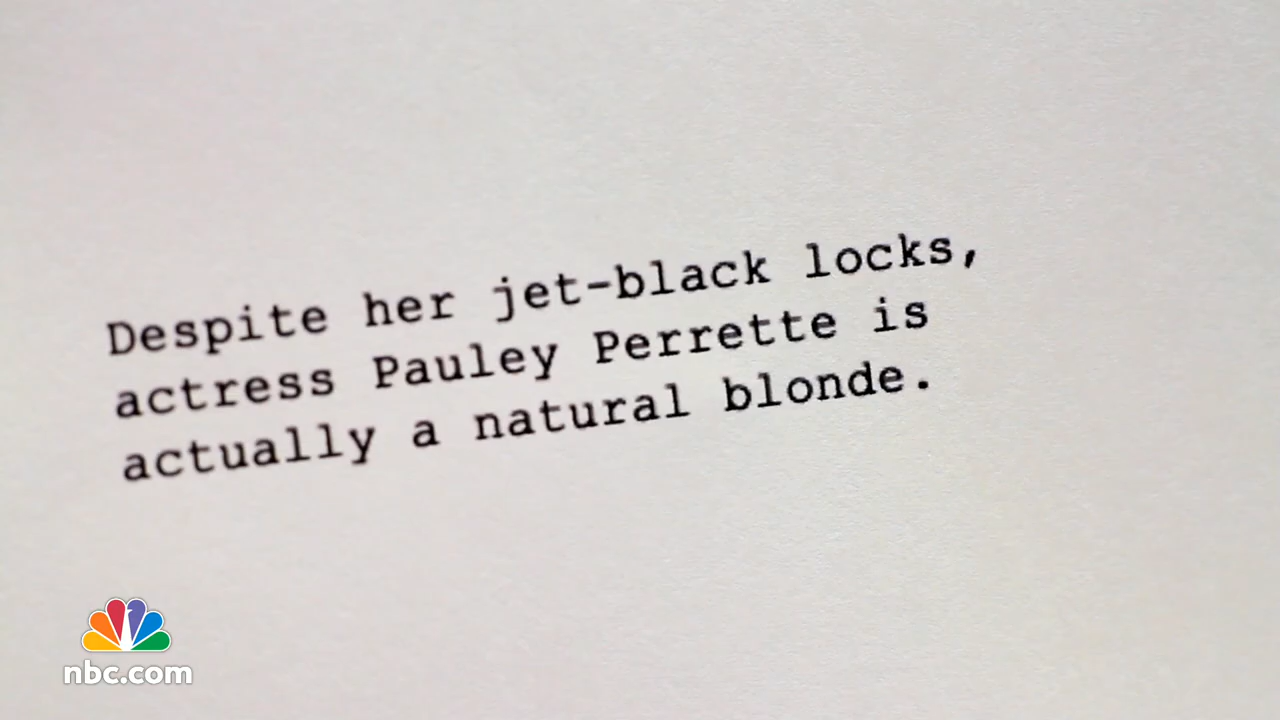 Despite her jet-black locks,
actress Pauley Perrette is
actually a natural blonde.
nbc.com